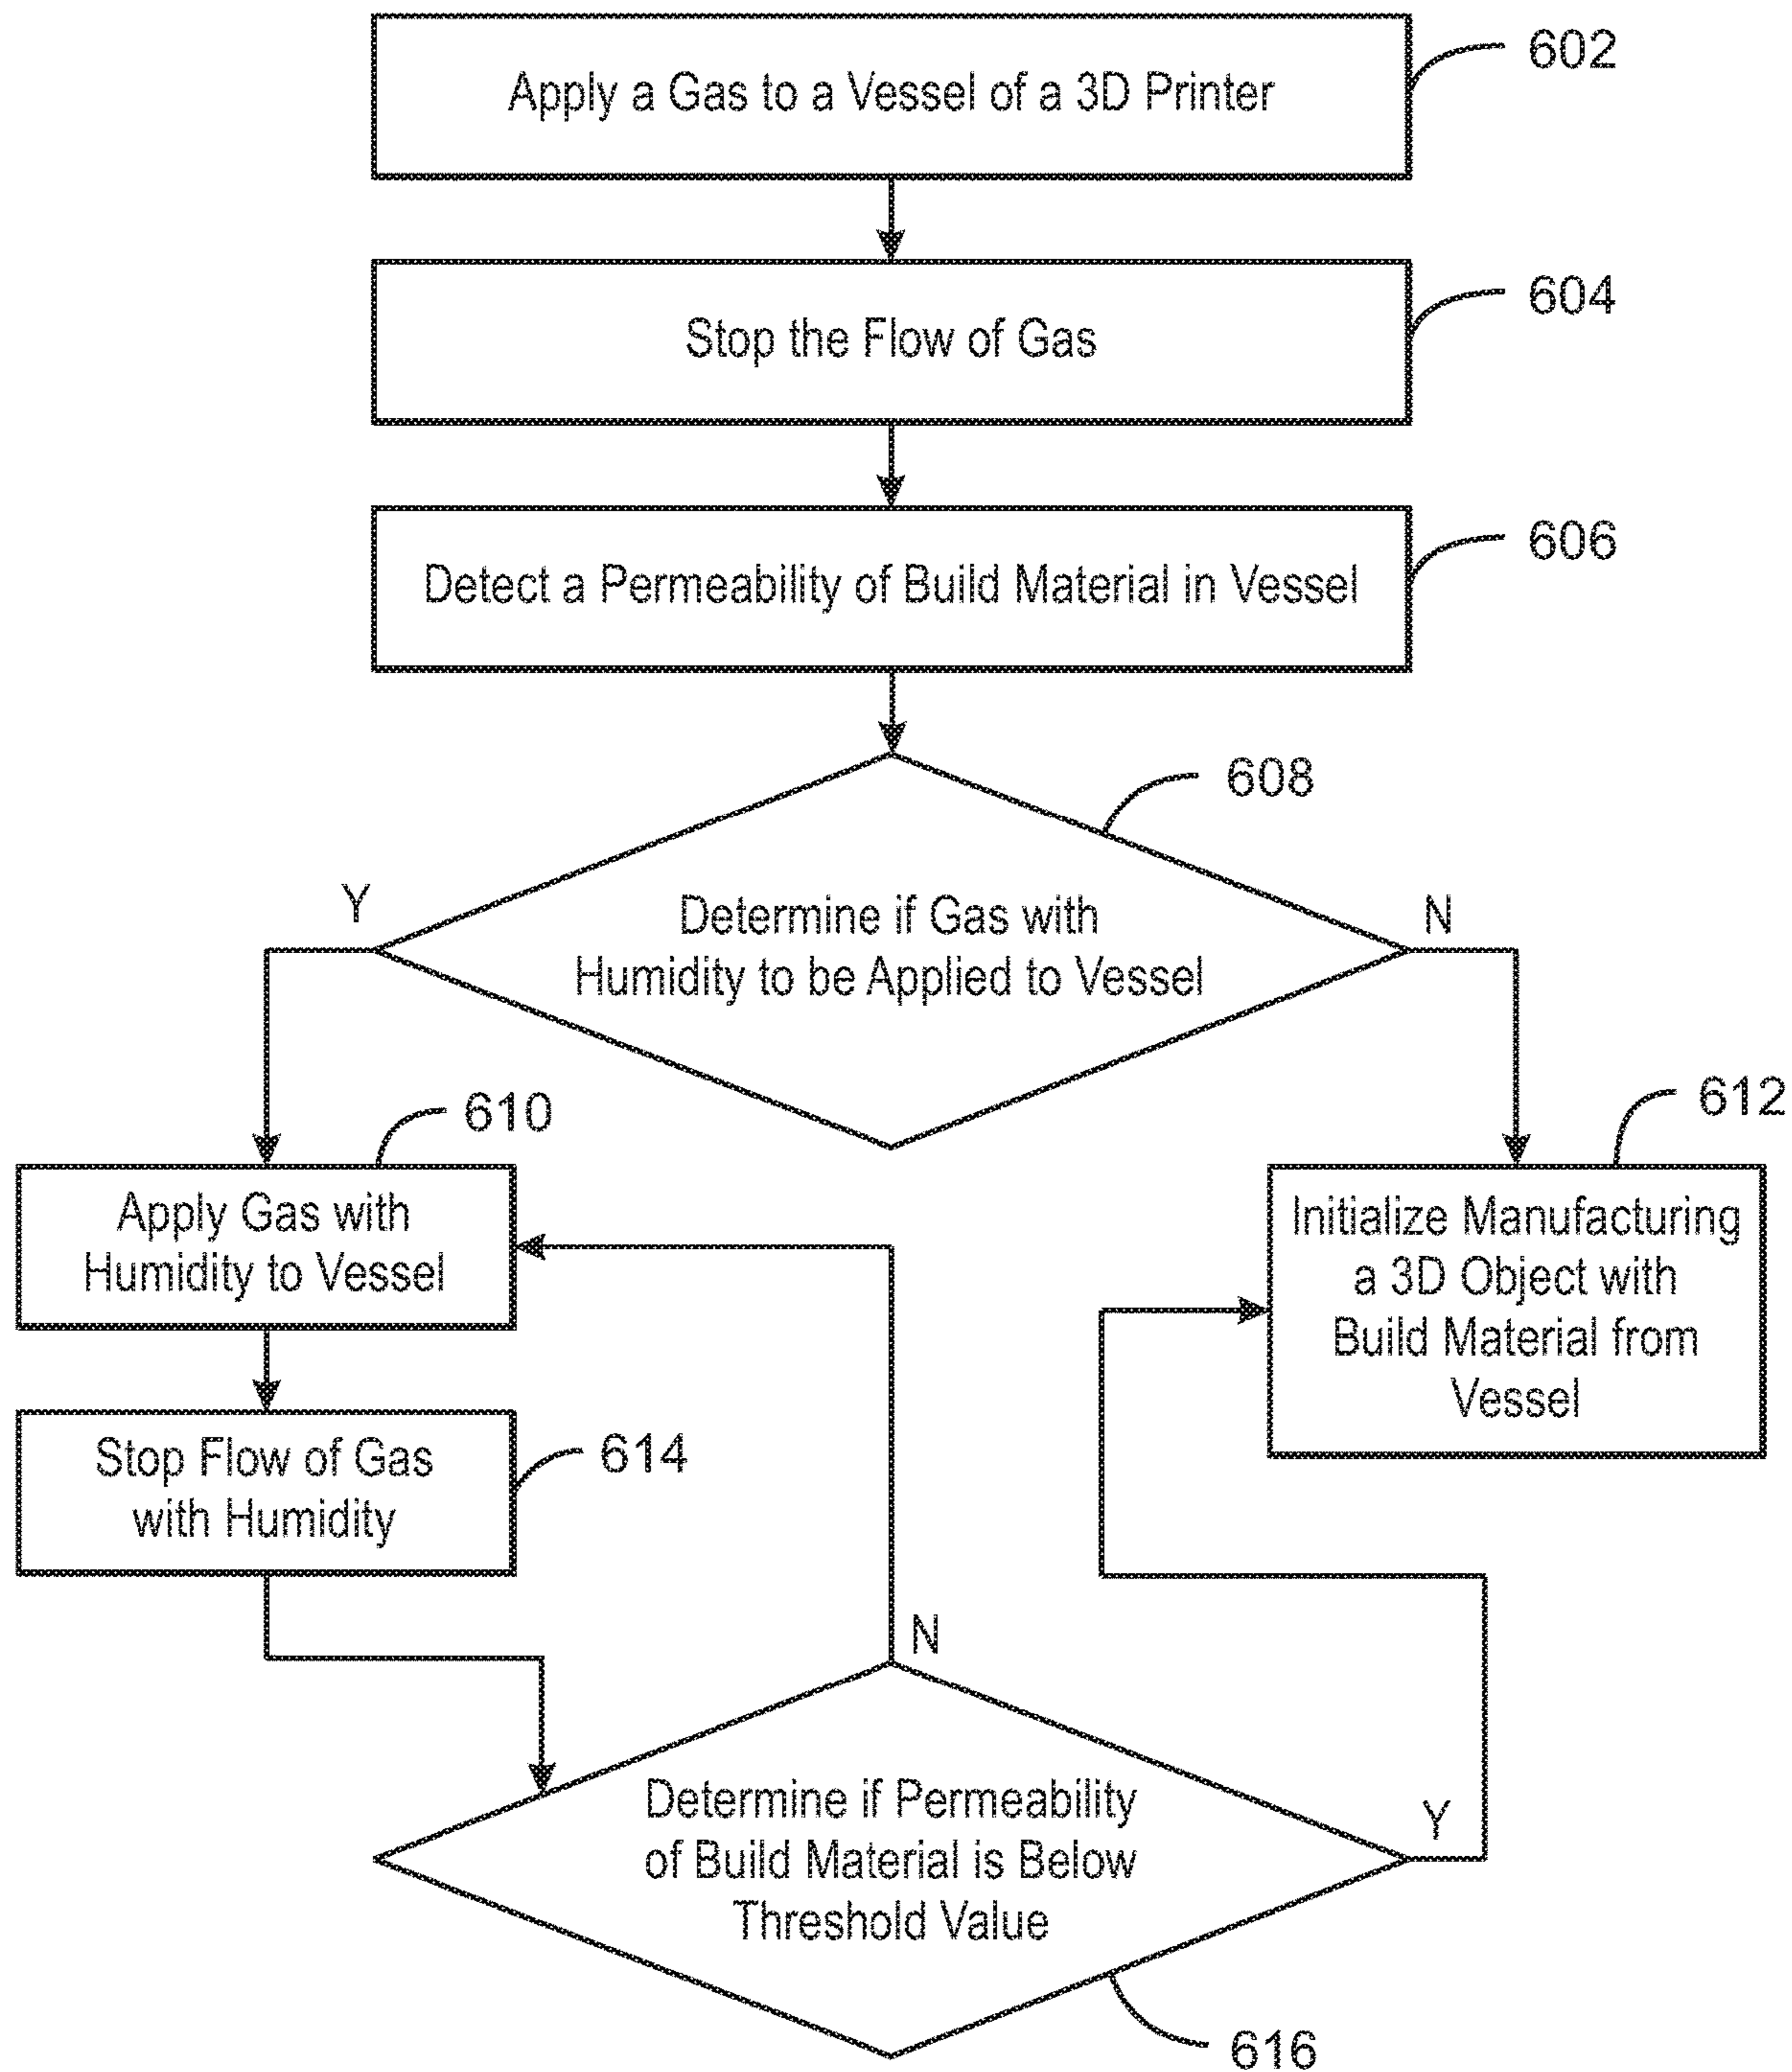 Apply a Gas to a Vessel of a 3D Printer
602
Stop the Flow of Gas
604
Detect a Permeability of Build Material in Vessel
606
608
Y
Determine if Gas with
Humidity to be Applied to Vessel
N
610
Apply Gas with
Humidity to Vessel
612
Initialize Manufacturing
a 3D Object with
Build Material from
Vessel
Stop Flow of Gas
with Humidity
614
N
Determine if Permeability
of Build Material is Below
Threshold Value
Y
616